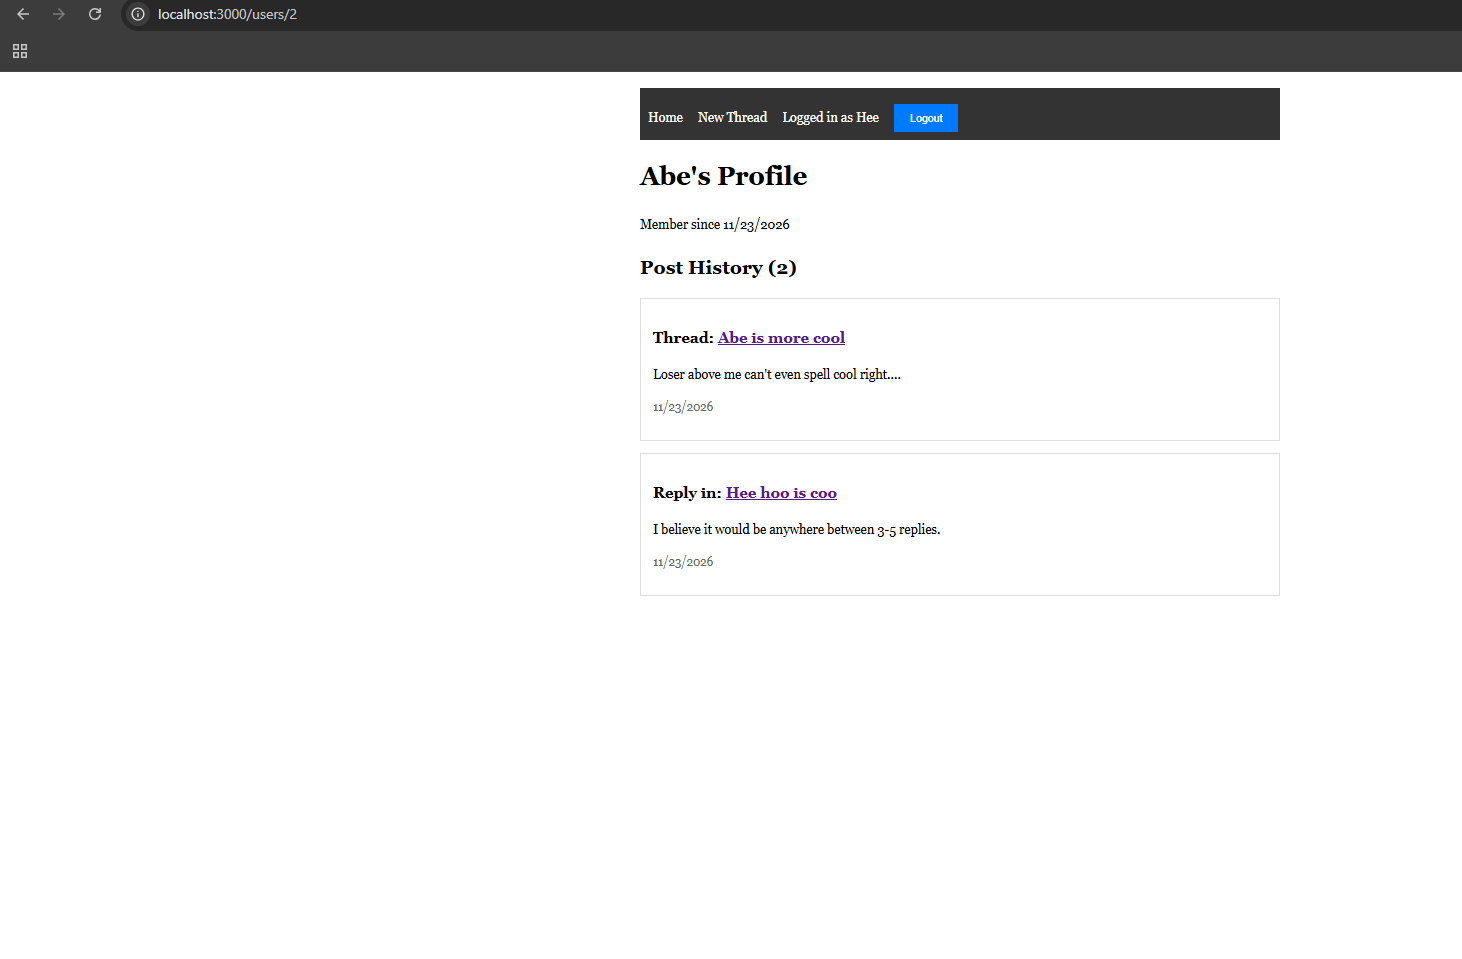 localhost:3000/users/2
Home New Thread Logged in as Hee Logout
Abe's Profile
Member since 11/23/2026
Post History (2)
Thread: Abe is more cool
Loser above me can't even spell cool right....
11/23/2026
Reply in: Hee hoo is coo
I believe it would be anywhere between 3-5 replies.
11/23/2026